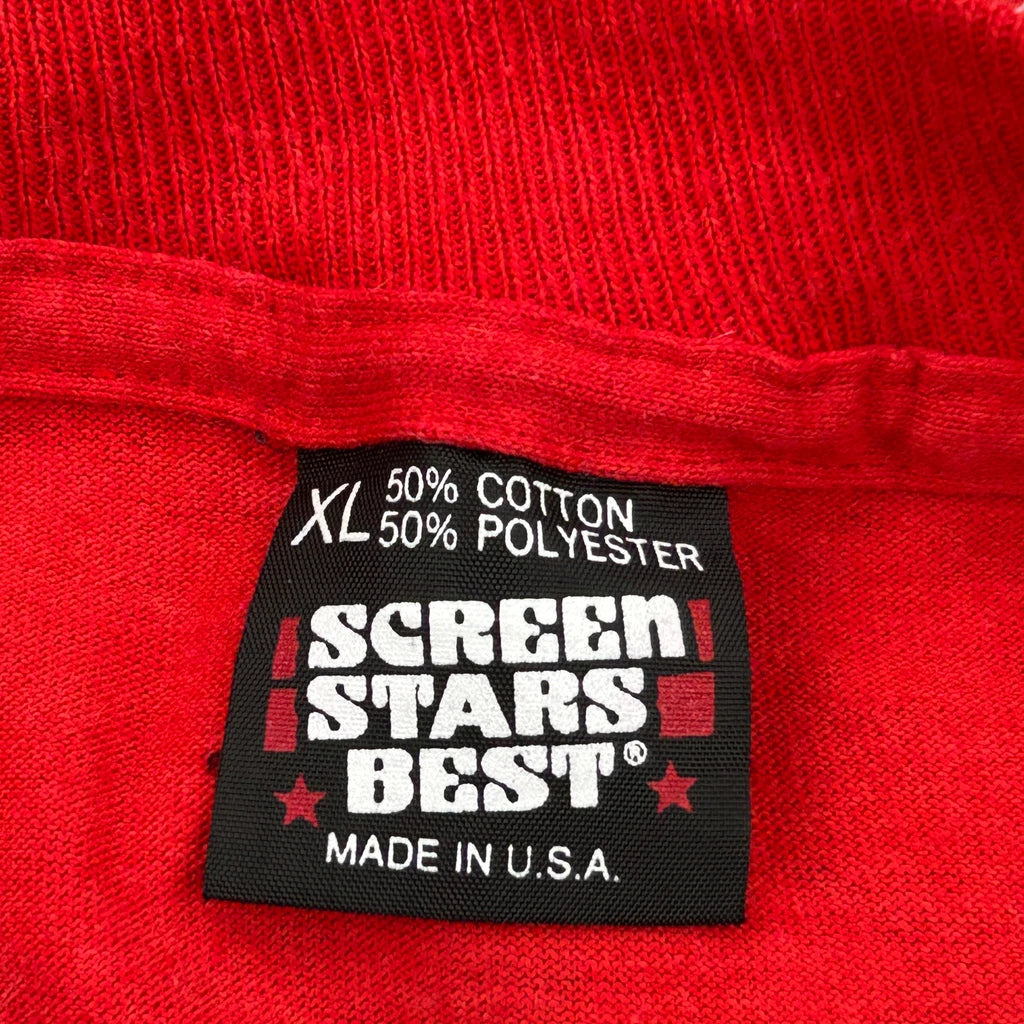 XL 50% COTTON
50% POLYESTER
SCREEN
STARS
BEST®
MADE IN U.S.A.